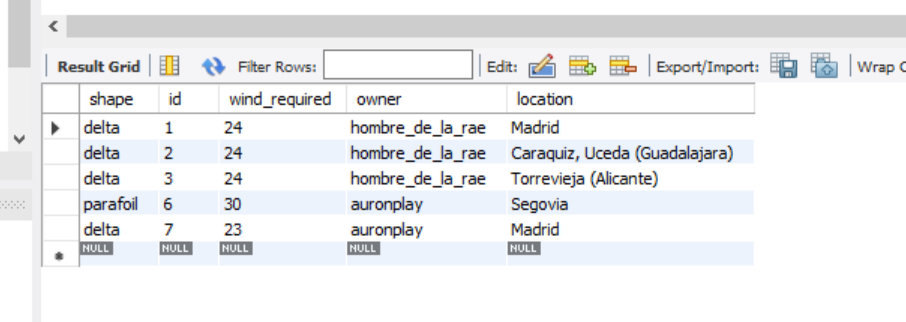 Result Grid Filter Rows: Edit: Export/Import: Wrap C
shape id wind_required owner location
delta 1 24 hombre_de_la_rae Madrid
delta 2 24 hombre_de_la_rae Caraquiz, Uceda (Guadalajara)
delta 3 24 hombre_de_la_rae Torrevieja (Alicante)
parafoil 6 30 auronplay Segovia
delta 7 23 auronplay Madrid
NULL NULL NULL NULL NULL